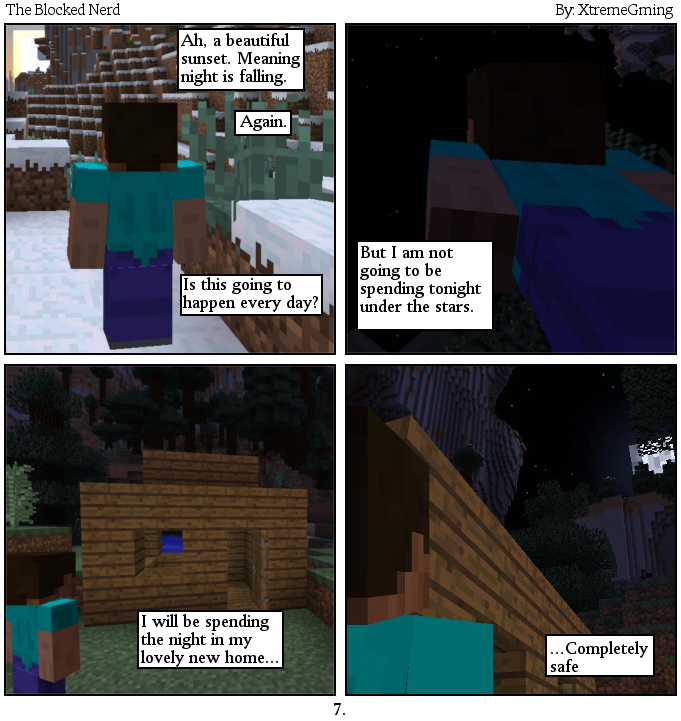 The Blocked Nerd
By: XtremeGming
Ah, a beautiful
sunset. Meaning
night is falling.
Again.
Is this going to
happen every day?
But I am not
going to be
spending tonight
under the stars.
I will be spending
the night in my
lovely new home...
...Completely
safe
7.